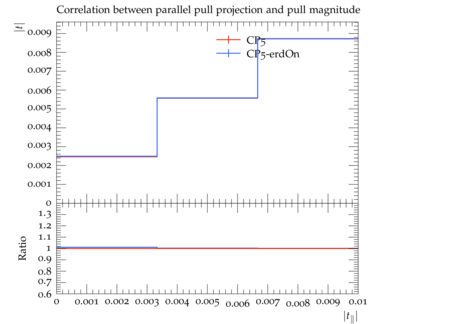 Correlation between parallel pull projection and pull magnitude
|t|
0.009
0.008
0.007
0.006
0.005
0.004
0.003
0.002
0.001
0
CP5
CP5-erdOn
Ratio
1.3
1.2
1.1
1
0.9
0.8
0.7
0.6
0 0.001 0.002 0.003 0.004 0.005 0.006 0.007 0.008 0.009 0.01
|t∥|